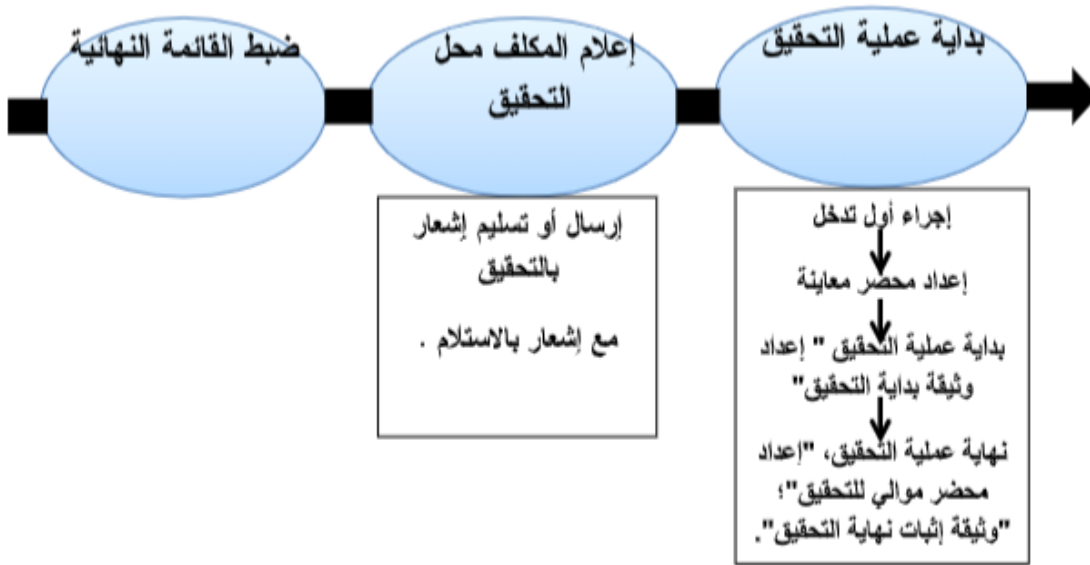 ضبط القائمة النهائية
إعلام المكلف محل
التحقيق
بداية عملية التحقيق
إرسال أو تسليم إشعار
بالتحقيق
مع إشعار بالاستلام .
إجراء أول تدخل
إعداد محضر معاينة
بداية عملية التحقيق " إعداد
وثيقة بداية التحقيق"
نهاية عملية التحقيق، "إعداد
محضر موالي للتحقيق"؛
"وثيقة إثبات نهاية التحقيق".